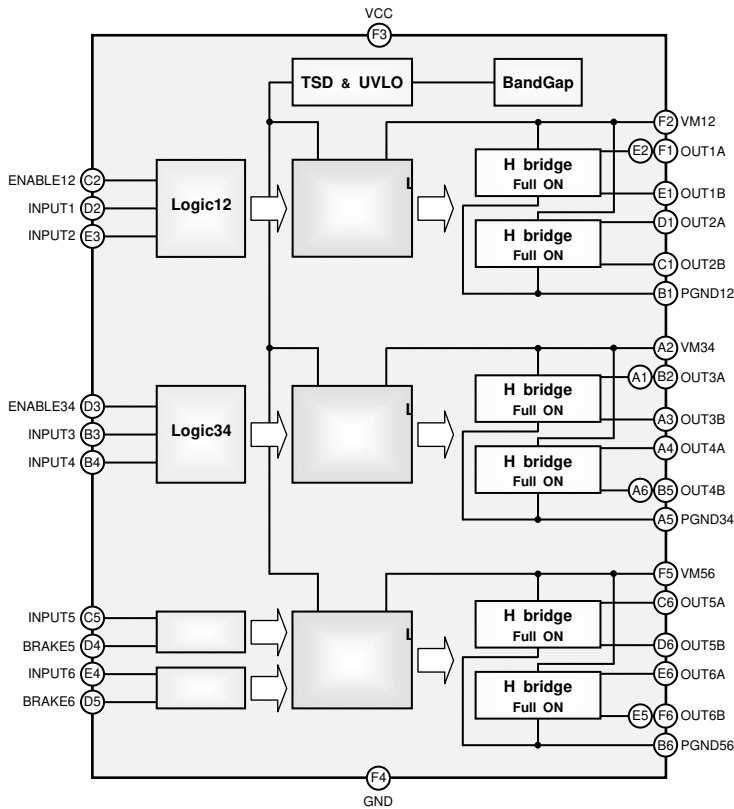 VCC
F3
TSD & UVLO
BandGap
F2 VM12
E2 F1 OUT1A
H bridge
Full ON
ENABLE12 C2
Logic12
L
E1 OUT1B
INPUT1 D2
D1 OUT2A
INPUT2 E3
H bridge
Full ON
C1 OUT2B
B1 PGND12
A2 VM34
A1 B2 OUT3A
H bridge
Full ON
ENABLE34 D3
Logic34
L
A3 OUT3B
INPUT3 B3
A4 OUT4A
INPUT4 B4
H bridge
Full ON
A6 B5 OUT4B
A5 PGND34
F5 VM56
C6 OUT5A
H bridge
Full ON
INPUT5 C5
L
BRAKE5 D4
D6 OUT5B
INPUT6 E4
E6 OUT6A
BRAKE6 D5
H bridge
Full ON
E5 F6 OUT6B
B6 PGND56
F4
GND